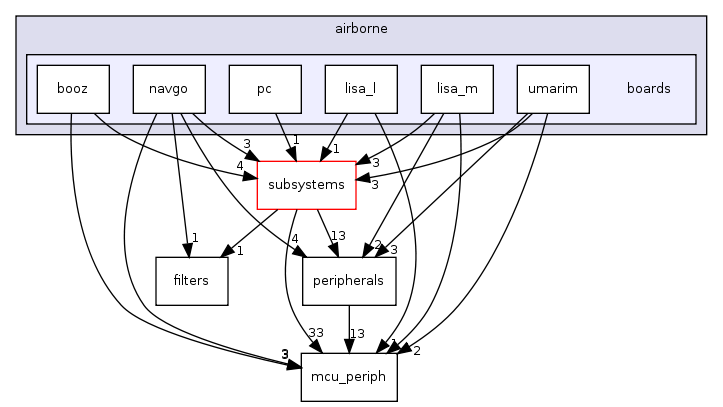 airborne
booz navgo pc lisa_l lisa_m umarim boards
3 1 1 3
4 3
subsystems
1 1 4 13 2 3
filters peripherals
33 13
3 3 1 2
mcu_periph